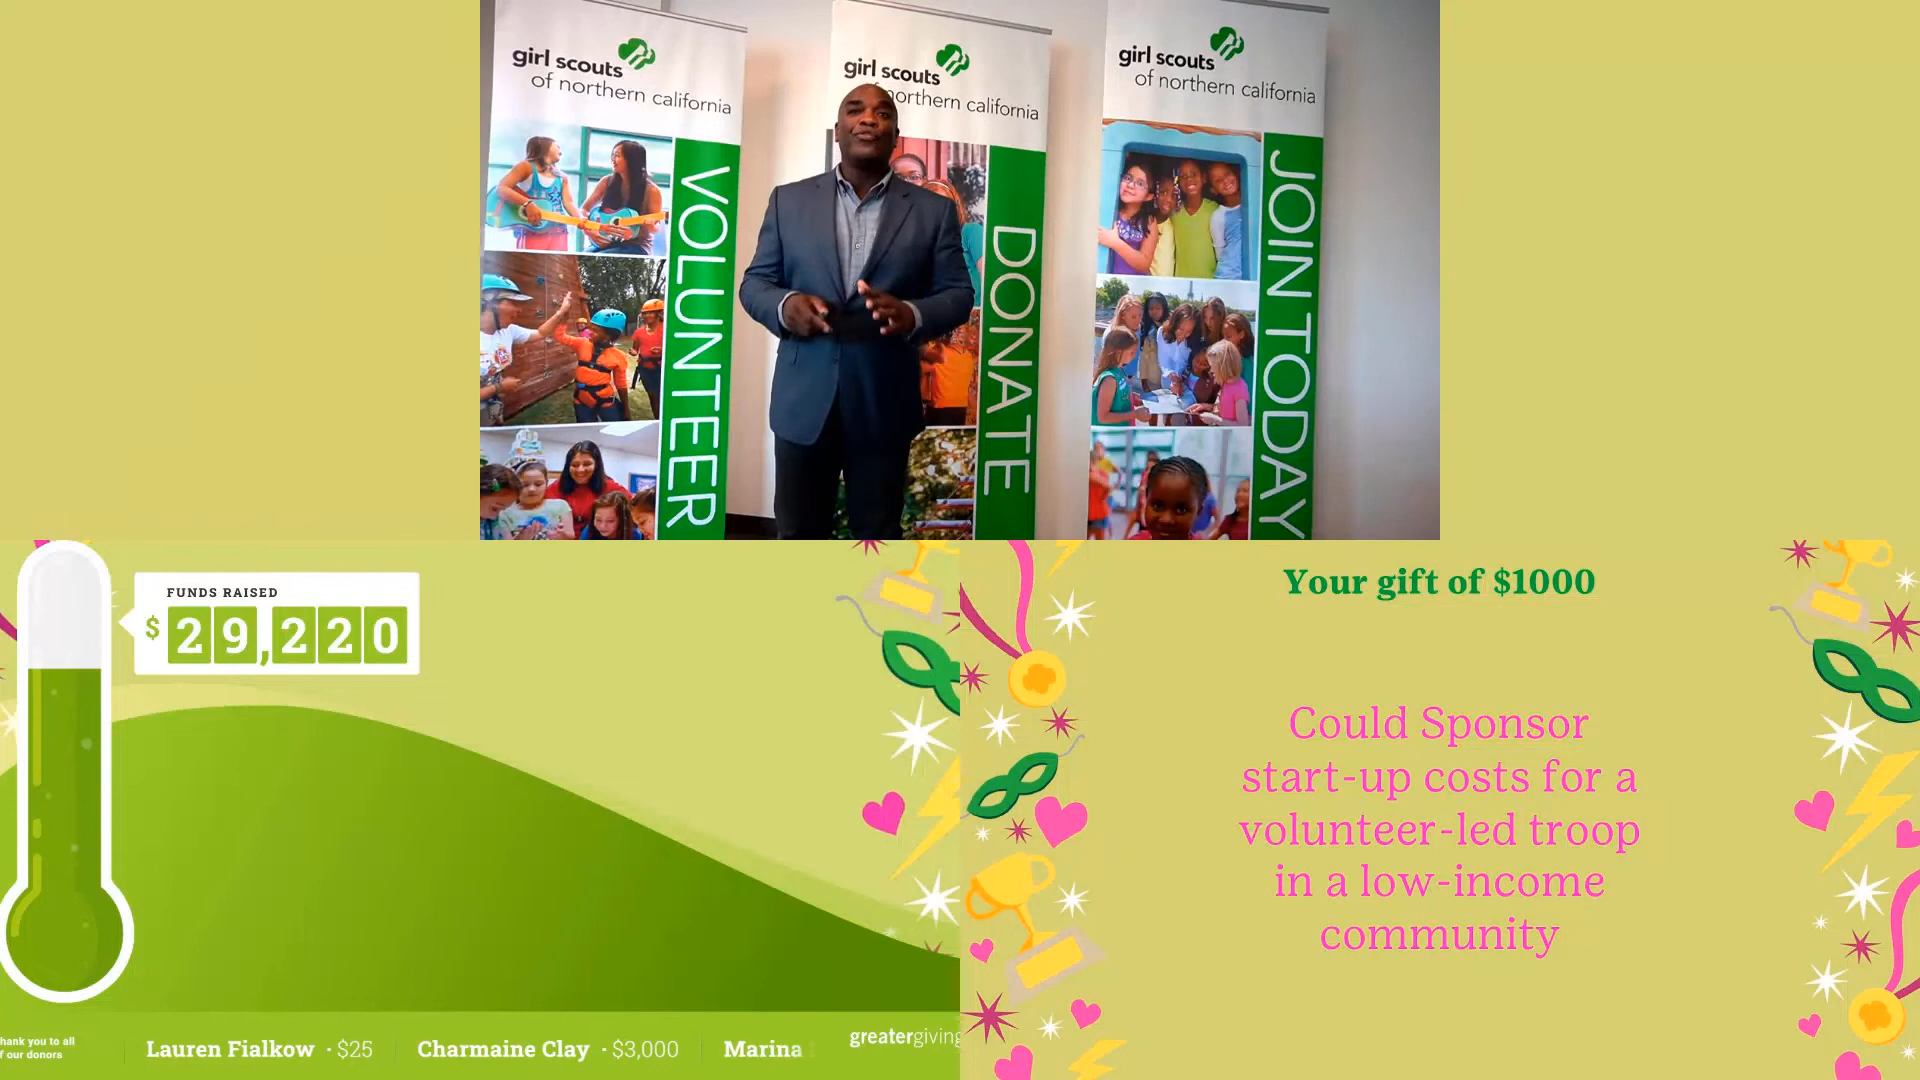 girl scouts
of northern california
VOLUNTEER
girl scouts
of northern california
DONATE
girl scouts
of northern california
JOIN TODAY
FUNDS RAISED
$ 29,220
hank you to all
f our donors
Lauren Fialkow · $25
Charmaine Clay · $3,000
Marina
greatergiving
Your gift of $1000
Could Sponsor
start-up costs for a
volunteer-led troop
in a low-income
community